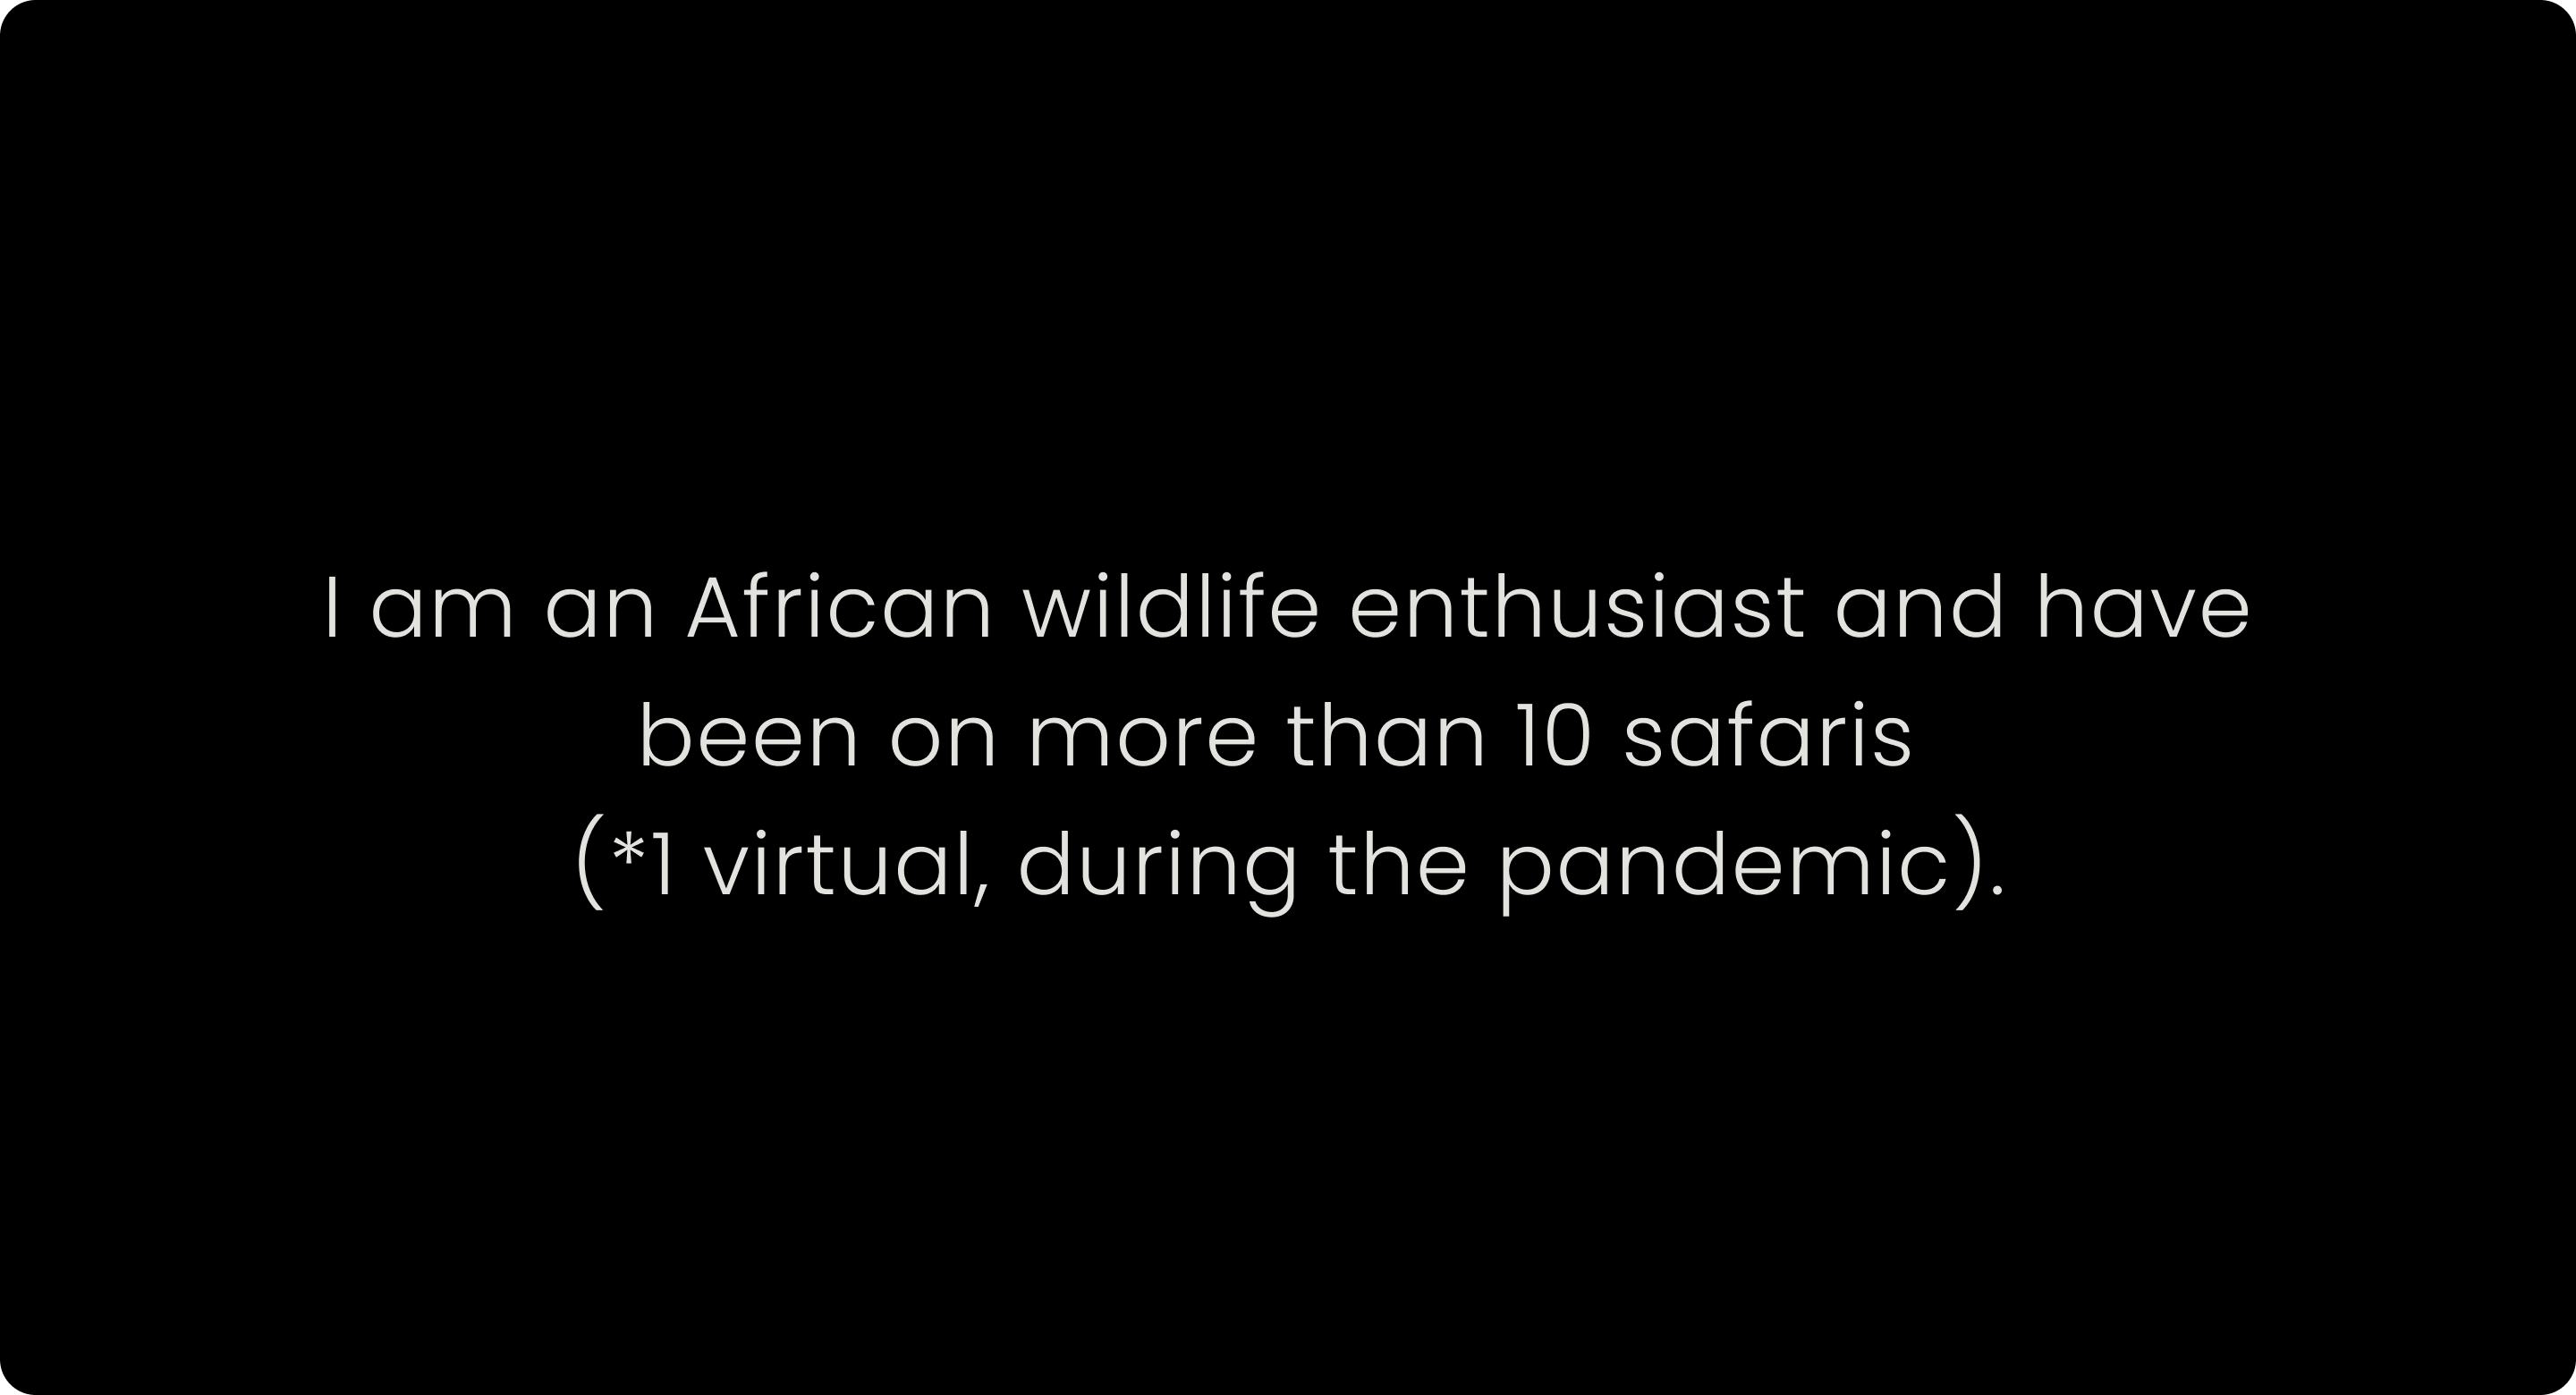 I am an African wildlife enthusiast and have
been on more than 10 safaris
(*1 virtual, during the pandemic).